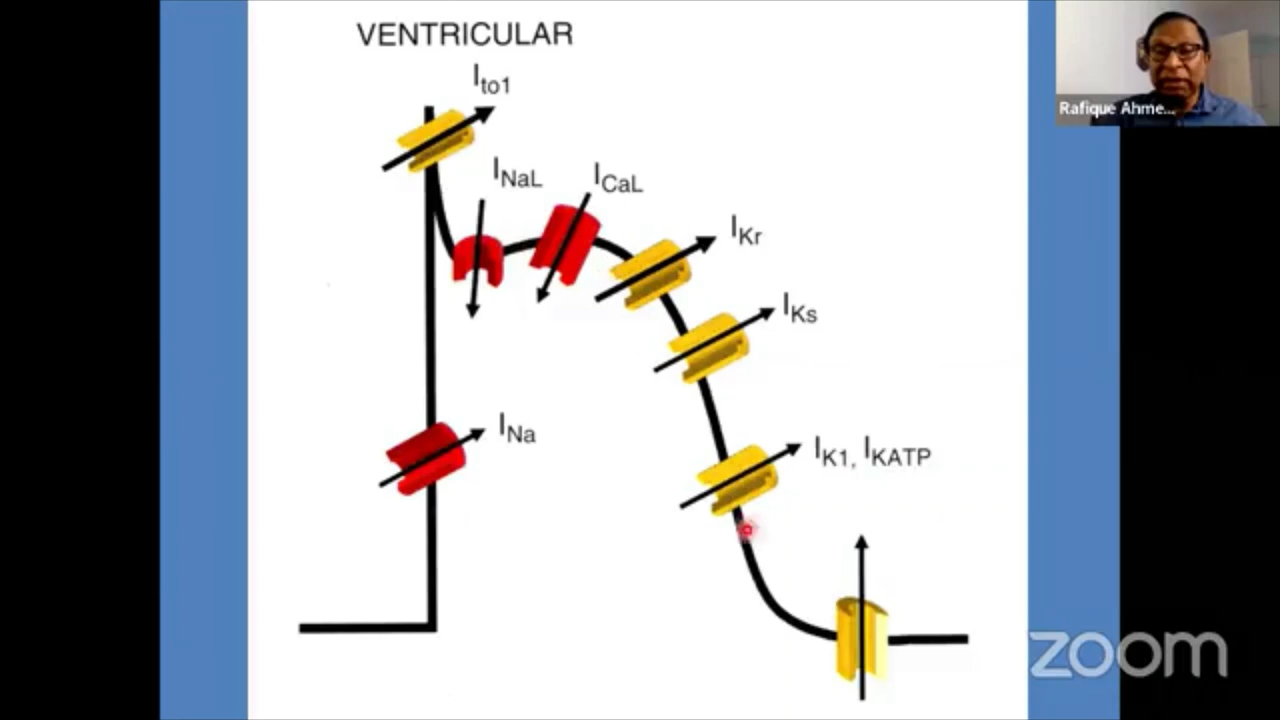 VENTRICULAR
Ito1
INaL
ICaL
IKr
IKs
INa
IK1, IKATP
Rafique Ahme...
zoom